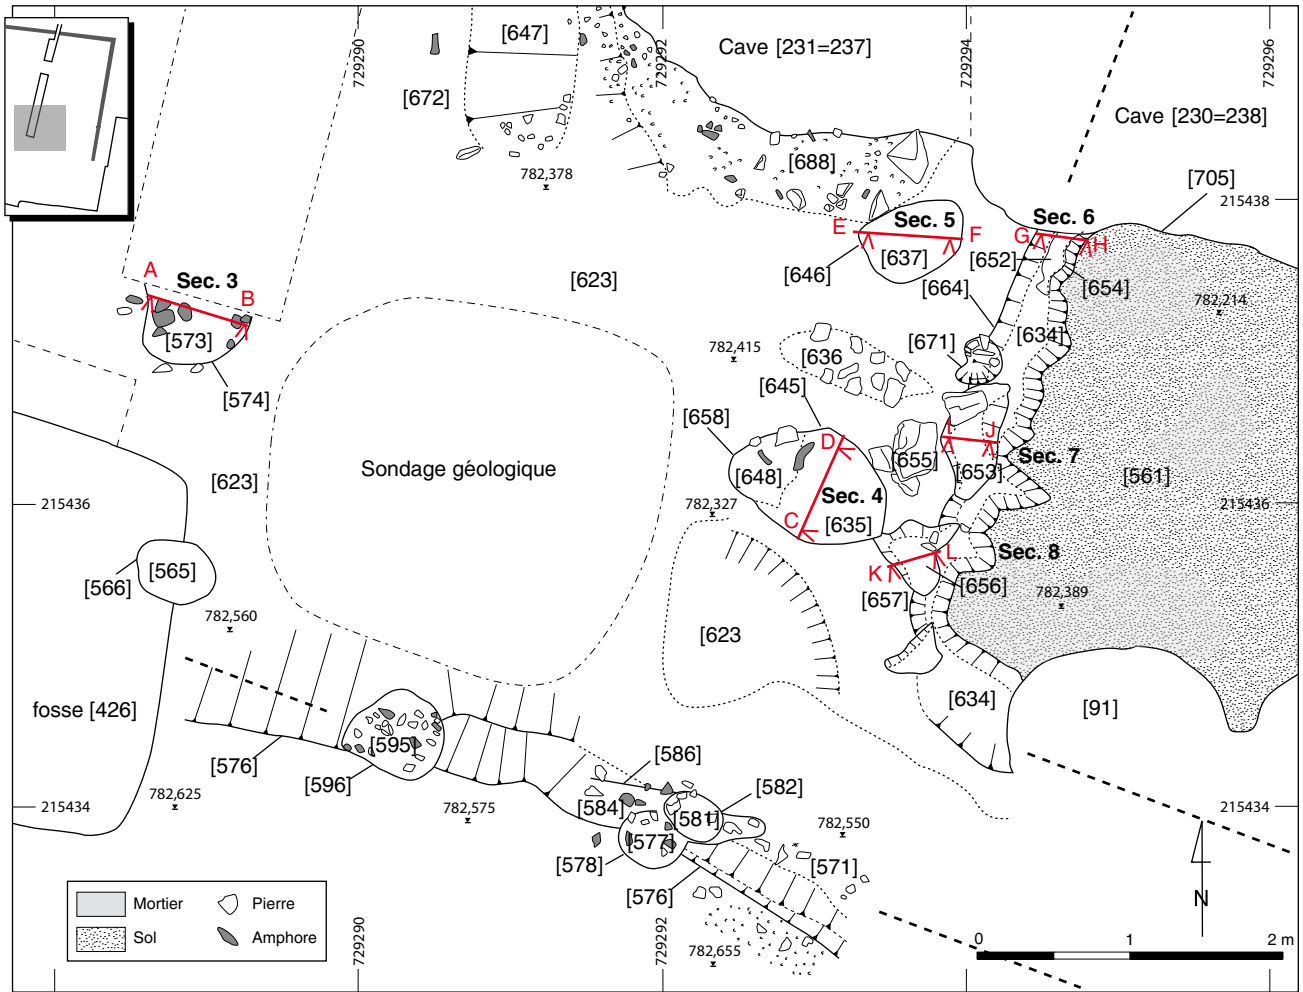 [647]
Cave [231=237]
729290
729292
729294
729296
[672]
Cave [230=238]
[688]
782,378
[705]
215438
E
Sec. 5
F
Sec. 6
G
H
[646]
[637]
[652]
[654]
[664]
A
Sec. 3
B
[623]
782,214
[573]
[634]
[671]
782,415
[636]
[574]
[645]
[658]
D
I
J
[648]
[655]
[653]
Sec. 7
Sondage géologique
[623]
[561]
Sec. 4
215436
782,327
C
[635]
215436
Sec. 8
L
K
[565]
[566]
[656]
[657]
782,389
782,560
[623
fosse [426]
[634]
[91]
[595]
[576]
[596]
[586]
[582]
782,625
215434
782,575
[584]
[581]
782,550
215434
[577]
[578]
[571]
[576]
N
Mortier
Pierre
Sol
Amphore
729290
729292
782,655
0
1
2 m